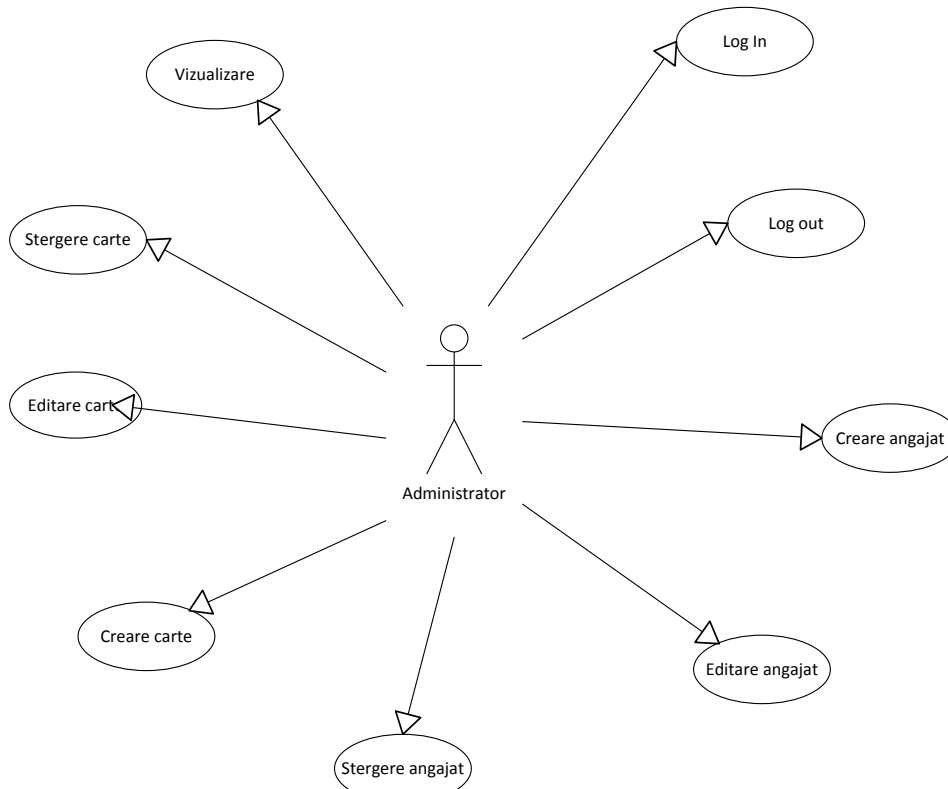 Log In
Vizualizare
Log out
Stergere carte
Editare cart
Creare angajat
Administrator
Creare carte
Editare angajat
Stergere angajat